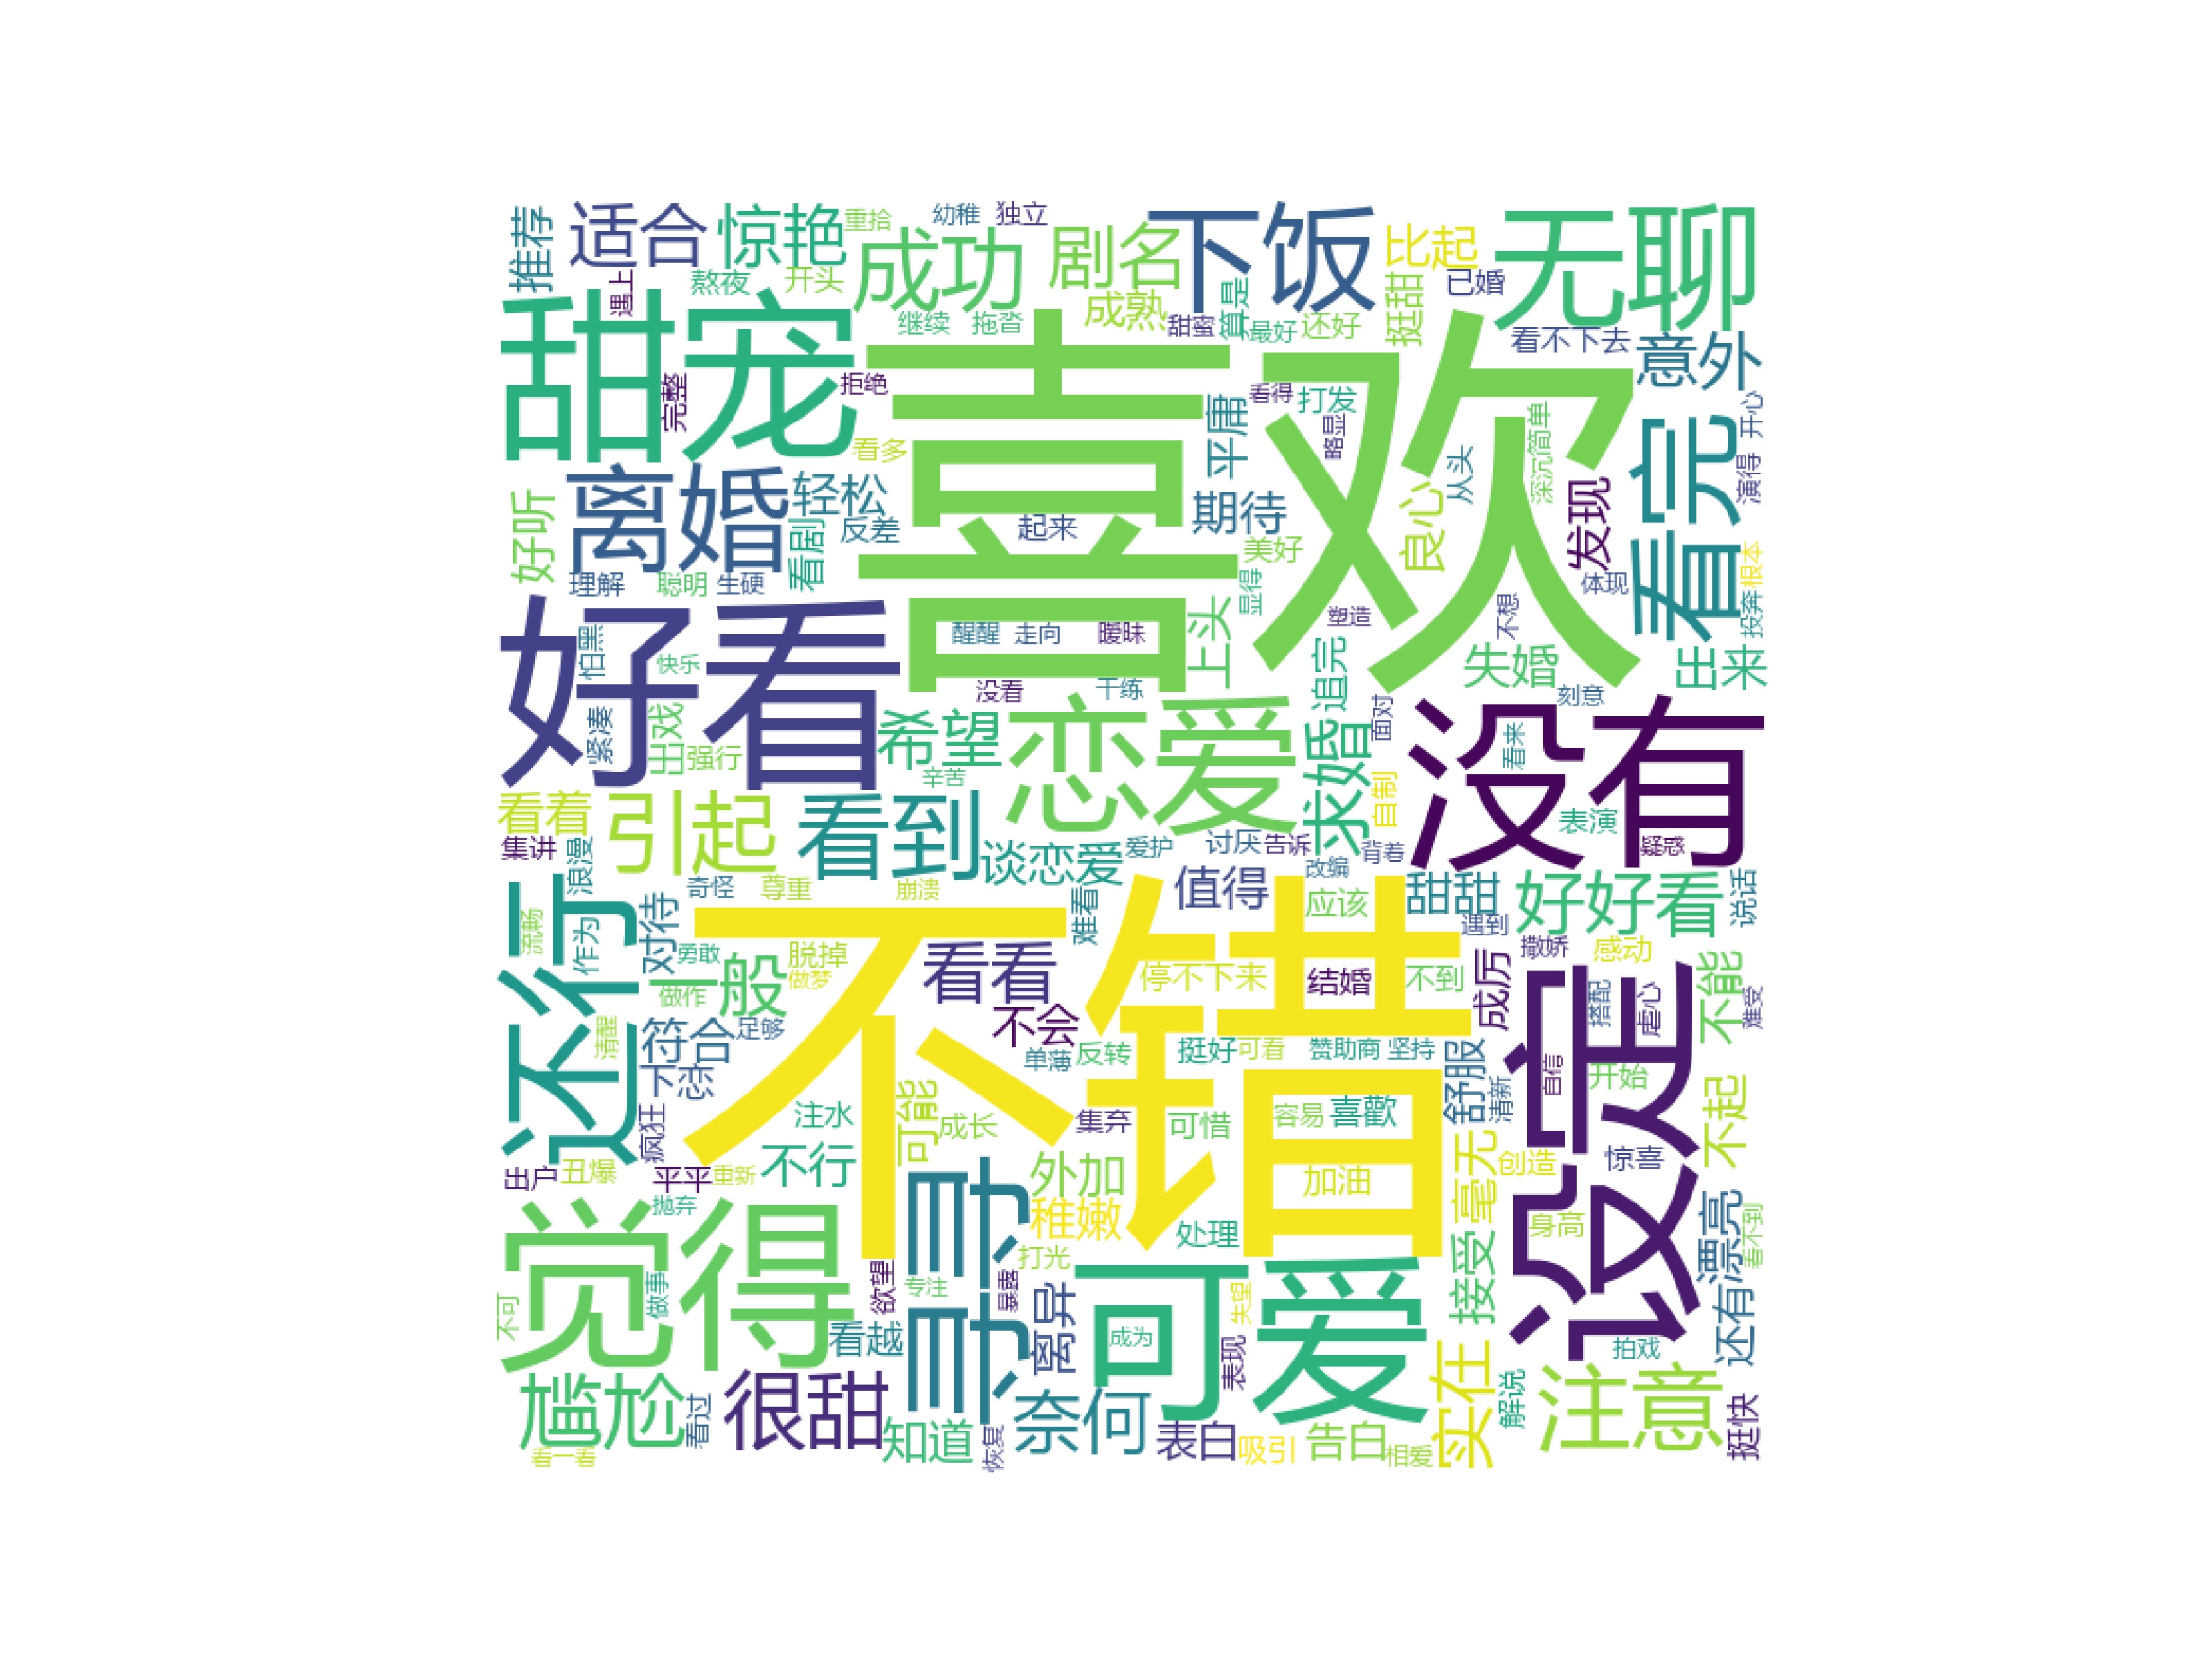 推荐
适合
惊艳
重拾
幼稚
独立
下饭
比起
无聊
遇上
熬夜
开头
成功
剧名
成熟
算是
挺甜
已婚
甜宠
继续
拖沓
甜蜜
最好
还好
看不下去
意外
喜欢
完整
拒绝
看得
打发
看多
平庸
略显
深沉
简单
开心
看完
离婚
轻松
期待
从头
演得
好听
看剧
反差
起来
良心
发现
美好
理解
聪明
生硬
显得
体现
根本
投奔
好看
怕黑
快乐
醒醒
走向
暧昧
上头
塑造
不想
追完
失婚
出来
没看
干练
刻意
紧凑
出戏
强行
希望
恋爱
求婚
面对
没有
看来
辛苦
自制
看着
引起
看到
谈恋爱
爱护
讨厌
告诉
背着
表演
疑惑
集讲
浪漫
改编
还行
奇怪
尊重
崩溃
值得
应该
甜甜
好好看
说话
流畅
作为
对待
不错
难看
遇到
撒娇
感动
勇敢
脱掉
一般
做作
做梦
看看
停不下来
结婚
不到
成厉
设定
搭配
虐心
不能
难受
清醒
符合
足够
不会
单薄
反转
挺好
可看
赞助商
坚持
舒服
清新
自信
开始
下恋
疯狂
注水
可能
成长
集弃
可惜
容易
喜歡
不起
出户
丑爆
平平
重新
不行
寻寻
外加
加油
毫无
创造
惊喜
抛弃
稚嫩
处理
接受
身高
漂亮
看不到
觉得
不可
做事
欲望
专注
暴露
打光
失望
可爱
还有
看越
离异
成为
表现
实在
拍戏
尴尬
看过
很甜
知道
恢复
奈何
表白
吸引
告白
相爱
解说
注意
挺快
看一看